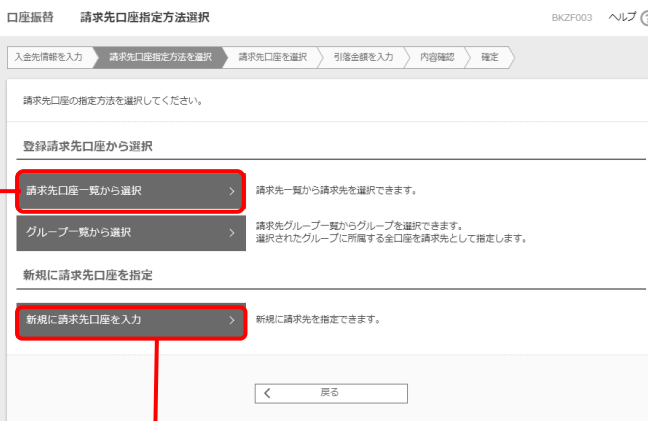 口座振替 請求先口座指定方法選択 BKZF003 ヘルプ
入金先情報を入力 請求先口座指定方法を選択 請求先口座を選択 引落金額を入力 内容確認 確定
請求先口座の指定方法を選択してください。
登録請求先口座から選択
請求先口座一覧から選択 請求先一覧から請求先を選択できます。
グループ一覧から選択 請求先グループ一覧からグループを選択できます。
選択されたグループに所属する全口座を請求先として指定します。
新規に請求先口座を指定
新規に請求先口座を入力 新規に請求先を指定できます。
戻る